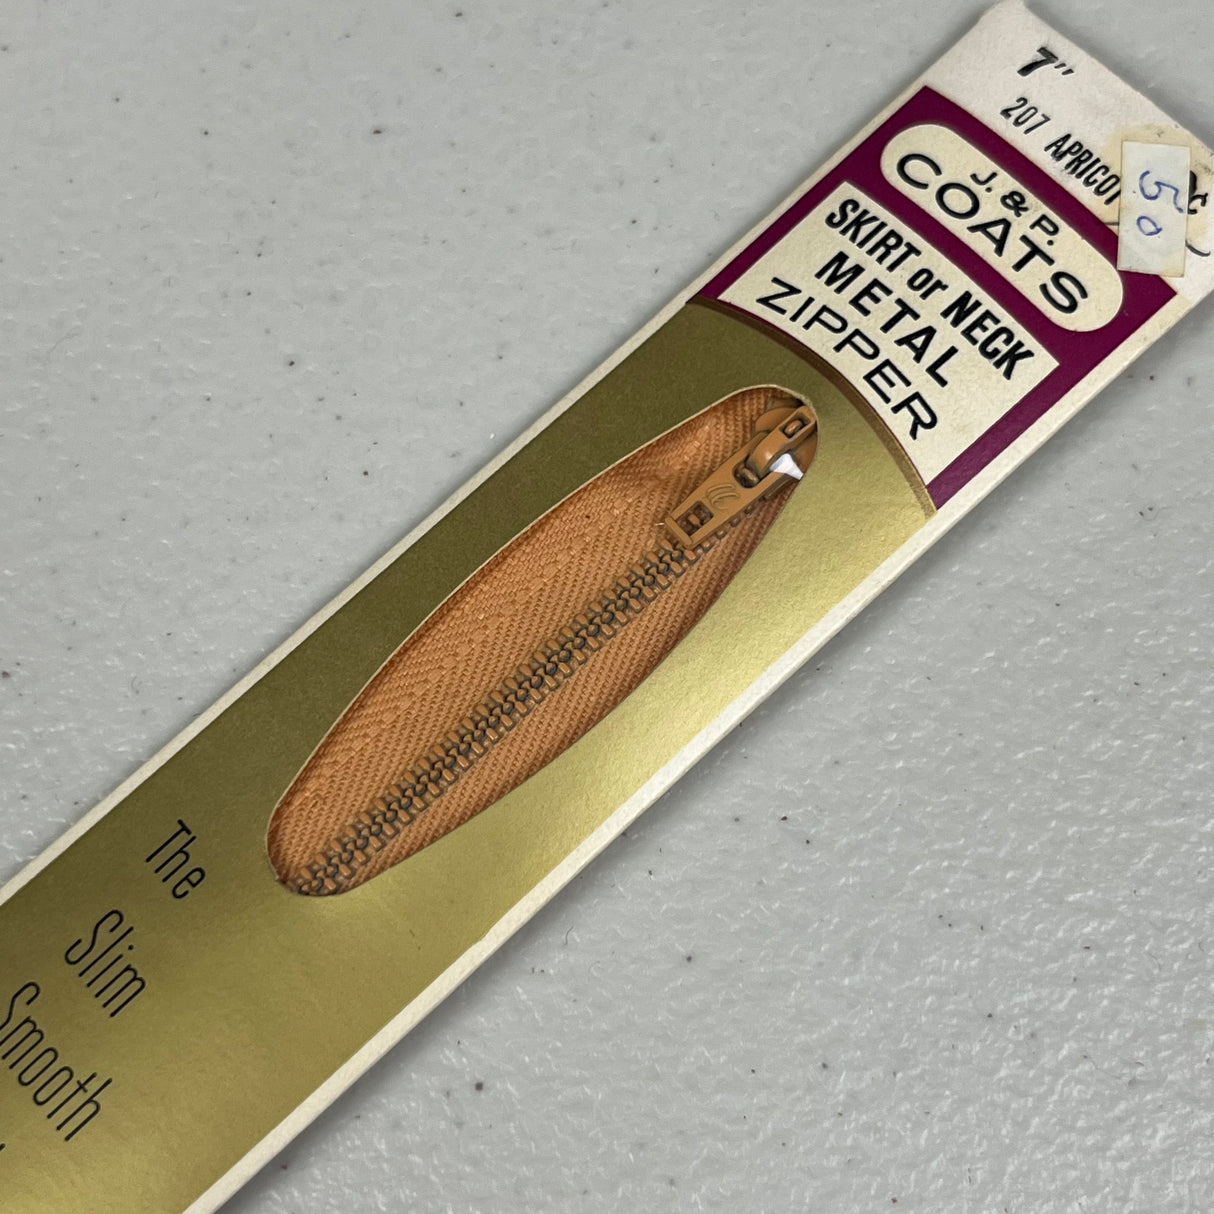 7"
207 APRICOT
50
J. & P.
COATS
SKIRT or NECK
METAL
ZIPPER
The
Slim
Smooth